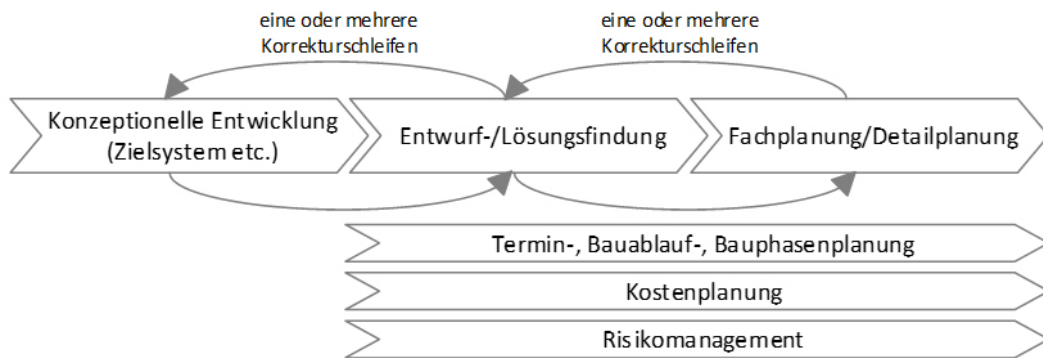 eine oder mehrere
Korrekturschleifen
eine oder mehrere
Korrekturschleifen
Konzeptionelle Entwicklung
(Zielsystem etc.)
Entwurf-/Lösungsfindung
Fachplanung/Detailplanung
Termin-, Bauablauf-, Bauphasenplanung
Kostenplanung
Risikomanagement